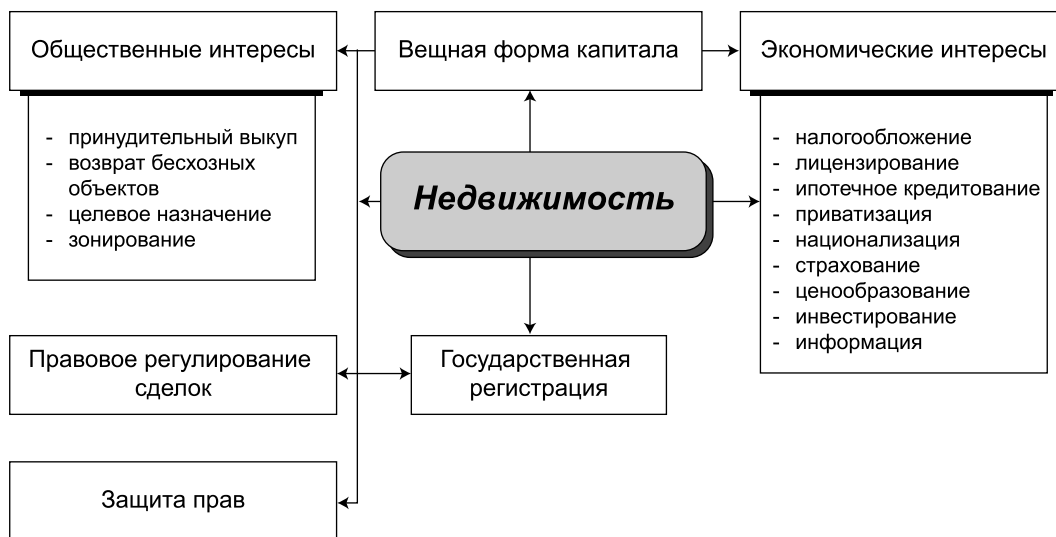 Общественные интересы
Вещная форма капитала
Экономические интересы
- принудительный выкуп
- возврат бесхозных
объектов
- целевое назначение
- зонирование
Недвижимость
- налогообложение
- лицензирование
- ипотечное кредитование
- приватизация
- национализация
- страхование
- ценообразование
- инвестирование
- информация
Правовое регулирование
сделок
Государственная
регистрация
Защита прав